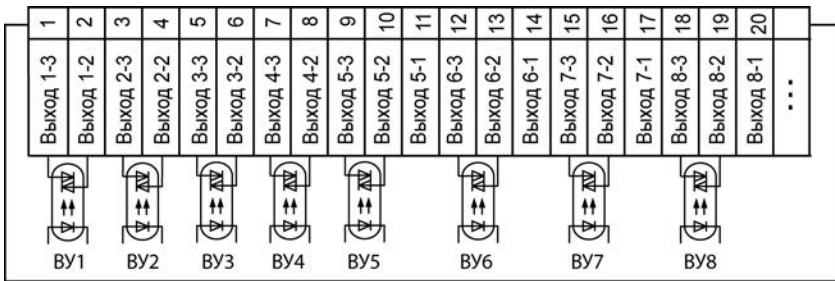 1 2 3 4 5 6 7 8 9 10 11 12 13 14 15 16 17 18 19 20
Выход 1-3
Выход 1-2
Выход 2-3
Выход 2-2
Выход 3-3
Выход 3-2
Выход 4-3
Выход 4-2
Выход 5-3
Выход 5-2
Выход 5-1
Выход 6-3
Выход 6-2
Выход 6-1
Выход 7-3
Выход 7-2
Выход 7-1
Выход 8-3
Выход 8-2
Выход 8-1
...
ВУ1 ВУ2 ВУ3 ВУ4 ВУ5 ВУ6 ВУ7 ВУ8